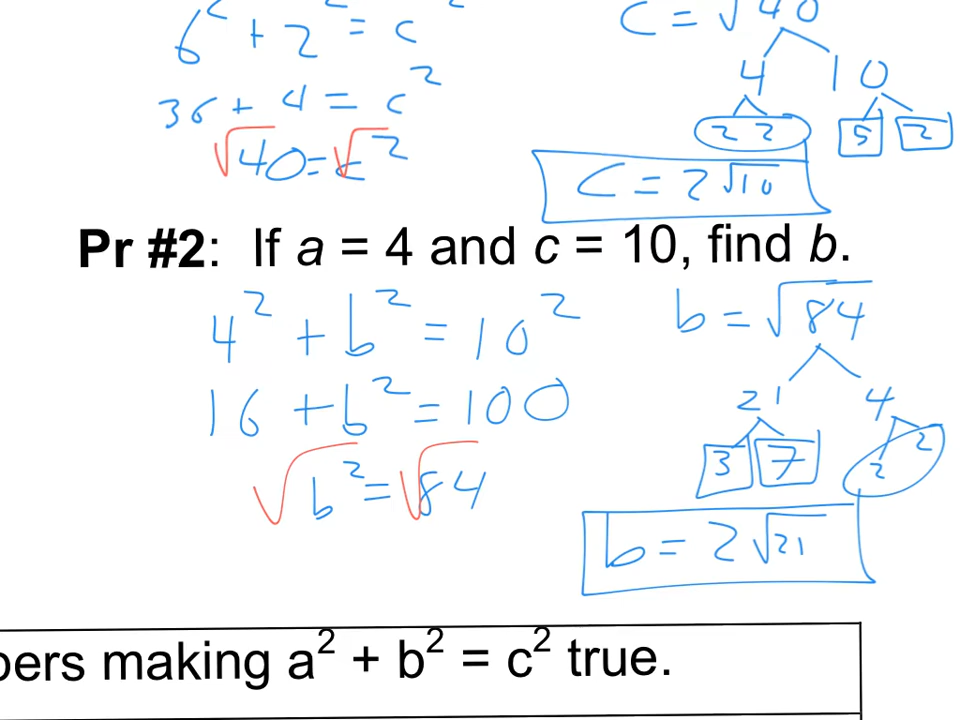 6² + 2² = c²
36 + 4 = c²
√40 = √c²
c = √40
4 10
2 2 5 2
c = 2√10
Pr #2: If a = 4 and c = 10, find b.
4² + b² = 10²
16 + b² = 100
√b² = √84
b = √84
21 4
3 7 2 2
b = 2√21
bers making a² + b² = c² true.